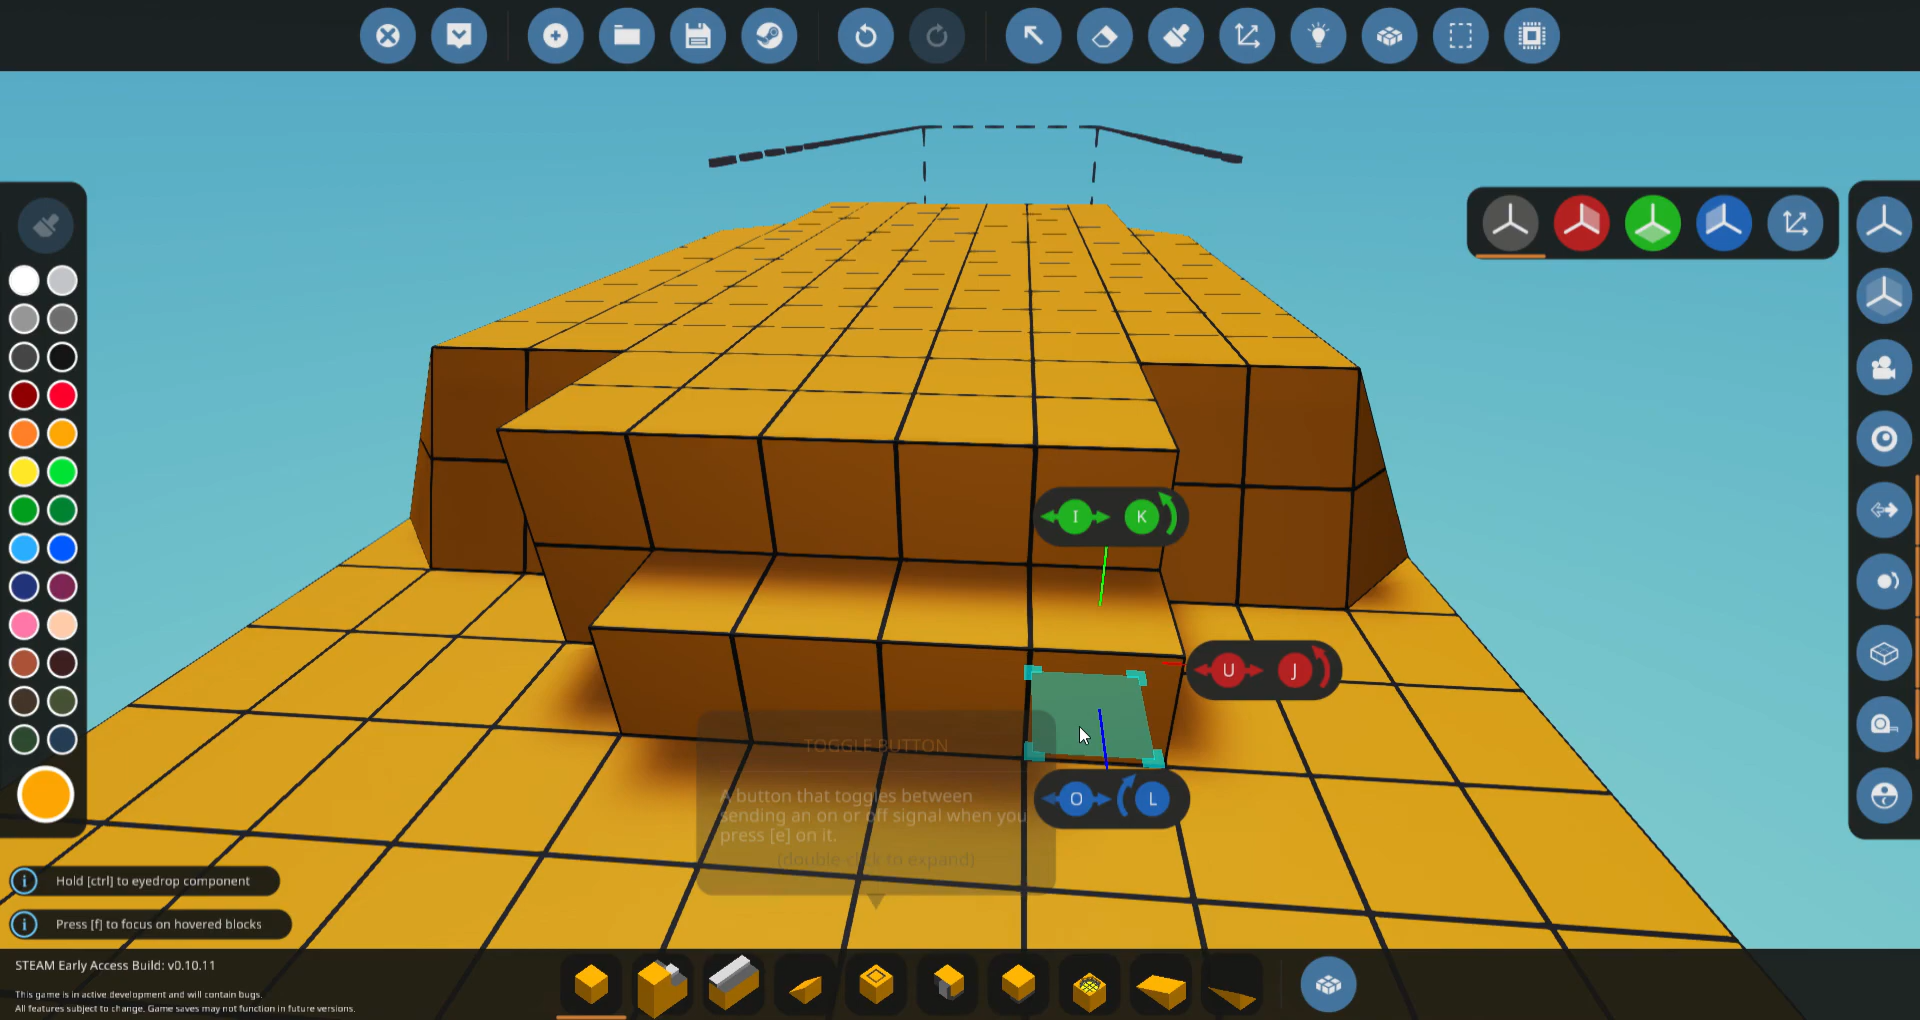 I K
U J
TOGGLE BUTTON
A button that toggles between
sending an on or off signal when you
press [e] on it.
[double-click to expand]
O L
Hold [ctrl] to eyedrop component
Press [f] to focus on hovered blocks
STEAM Early Access Build: v0.10.11
This game is in active development and will contain bugs.
All features subject to change. Game saves may not function in future versions.